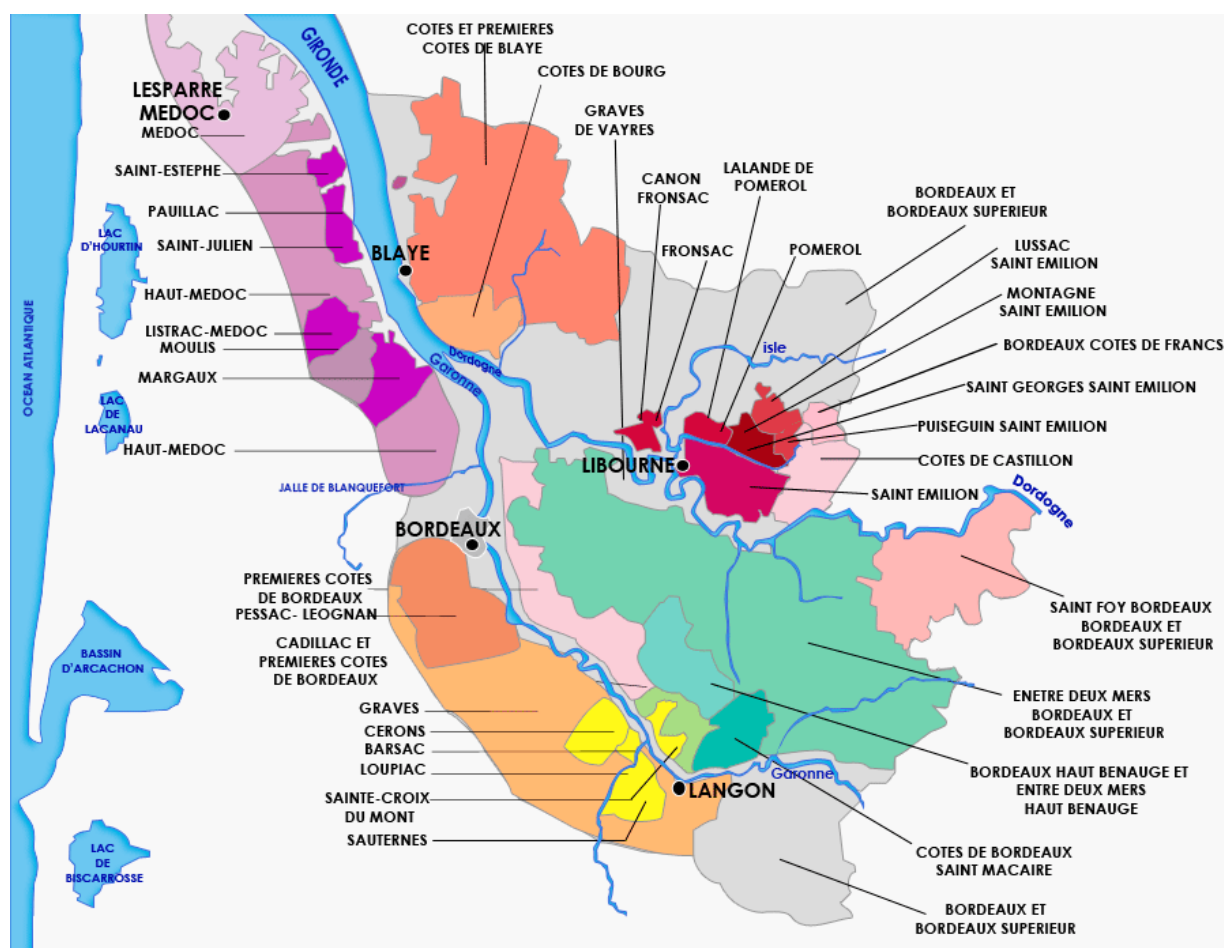 COTES ET PREMIERES
COTES DE BLAYE
GIRONDE
COTES DE BOURG
LESPARRE
MEDOC
MEDOC
GRAVES
DE VAYRES
SAINT-ESTEPHE
CANON
FRONSAC
LALANDE DE
POMEROL
BORDEAUX ET
BORDEAUX SUPERIEUR
PAUILLAC
LAC
D'HOURTIN
SAINT-JULIEN
BLAYE
FRONSAC
POMEROL
LUSSAC
SAINT EMILION
HAUT-MEDOC
MONTAGNE
SAINT EMILION
OCEAN ATLANTIQUE
LISTRAC-MEDOC
MOULIS
isle
BORDEAUX COTES DE FRANCS
Dordogne
Garonne
MARGAUX
SAINT GEORGES SAINT EMILION
LAC
DE
LACANAU
PUISEGUIN SAINT EMILION
HAUT-MEDOC
LIBOURNE
COTES DE CASTILLON
JALLE DE BLANQUEFORT
SAINT EMILION
Dordogne
BORDEAUX
PREMIERES COTES
DE BORDEAUX
PESSAC- LEOGNAN
SAINT FOY BORDEAUX
BORDEAUX ET
BORDEAUX SUPERIEUR
CADILLAC ET
PREMIERES COTES
DE BORDEAUX
BASSIN
D'ARCACHON
GRAVES
ENETRE DEUX MERS
BORDEAUX ET
BORDEAUX SUPERIEUR
CERONS
BARSAC
LOUPIAC
Garonne
BORDEAUX HAUT BENAUGE ET
ENTRE DEUX MERS
HAUT BENAUGE
LANGON
SAINTE-CROIX
DU MONT
SAUTERNES
LAC
DE
BISCARROSSE
COTES DE BORDEAUX
SAINT MACAIRE
BORDEAUX ET
BORDEAUX SUPERIEUR